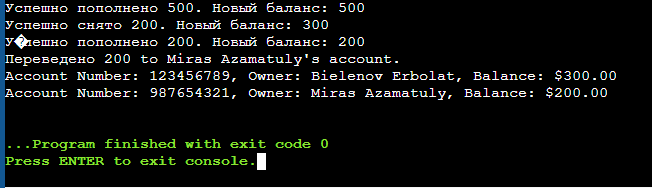 Успешно пополнено 500. Новый баланс: 500
Успешно снято 200. Новый баланс: 300
У�пешно пополнено 200. Новый баланс: 200
Переведено 200 to Miras Azamatuly's account.
Account Number: 123456789, Owner: Bielenov Erbolat, Balance: $300.00
Account Number: 987654321, Owner: Miras Azamatuly, Balance: $200.00
...Program finished with exit code 0
Press ENTER to exit console.